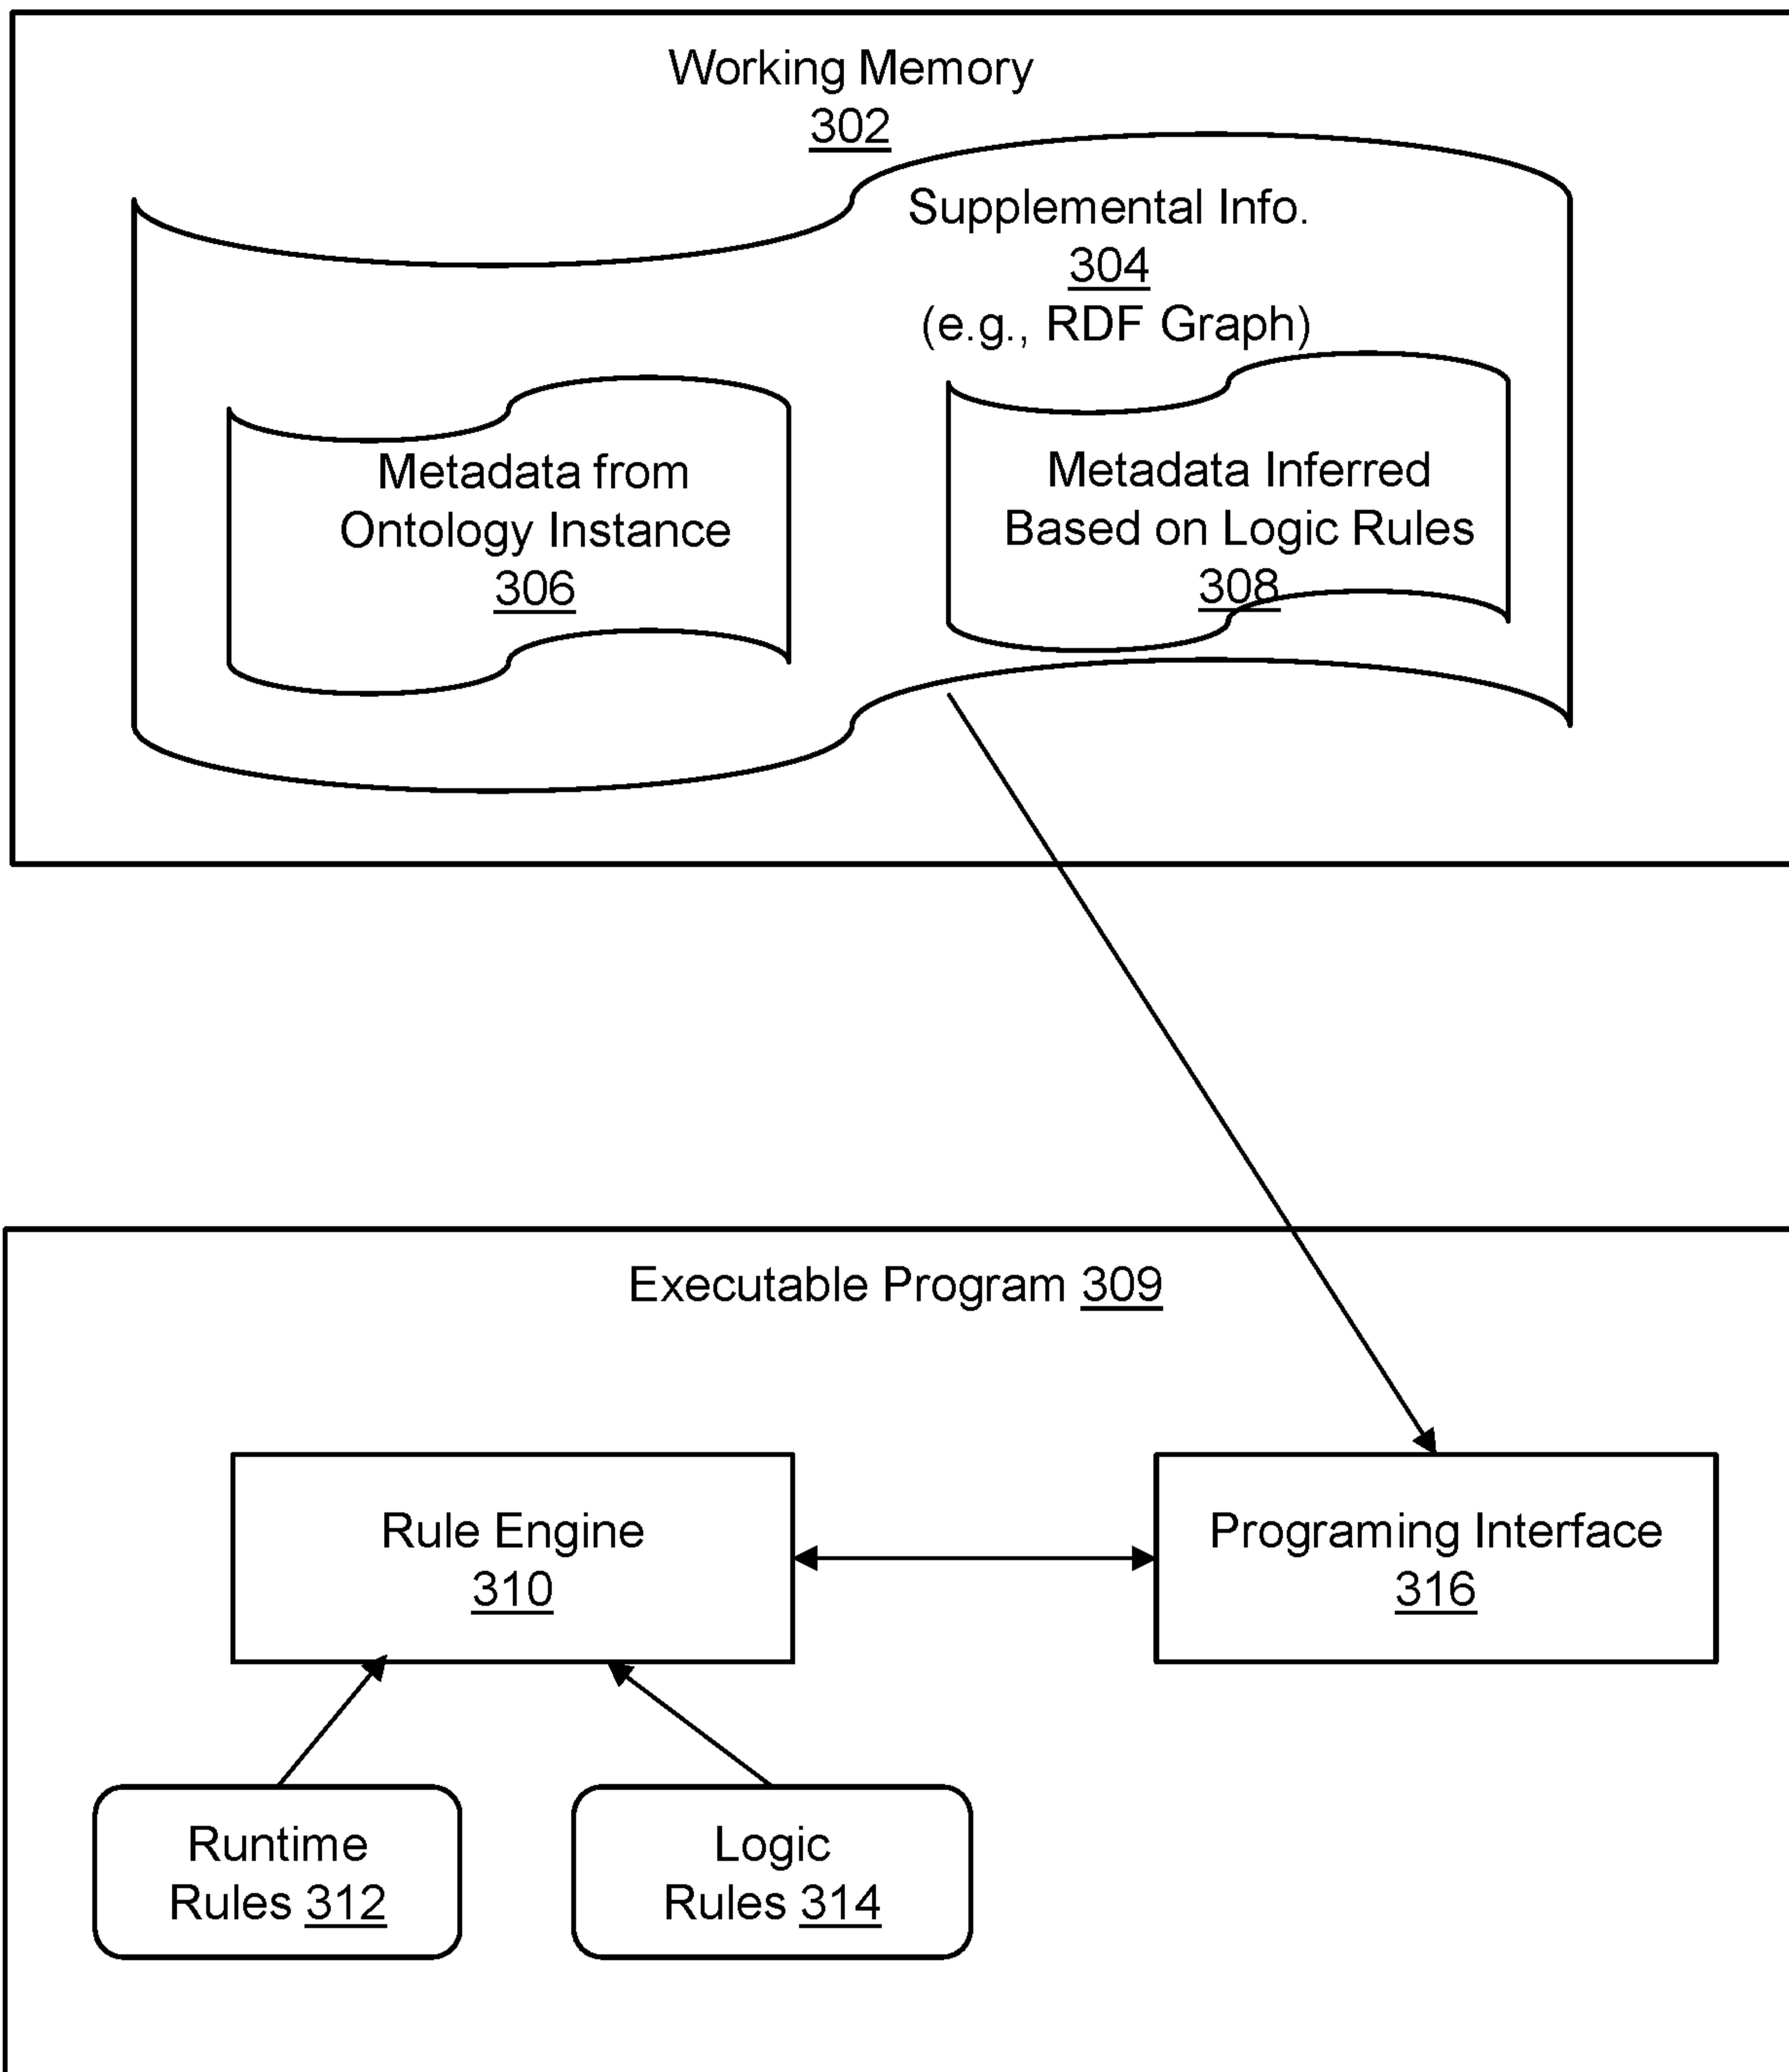 Working Memory
302
Supplemental Info.
304
(e.g., RDF Graph)
Metadata from
Ontology Instance
306
Metadata Inferred
Based on Logic Rules
308
Executable Program 309
Rule Engine
310
Programing Interface
316
Runtime
Rules 312
Logic
Rules 314